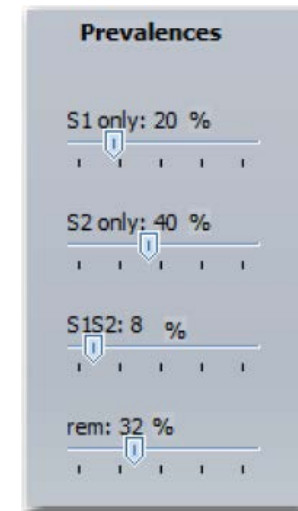 Prevalences
S1 only: 20 %
S2 only: 40 %
S1S2: 8 %
rem: 32 %